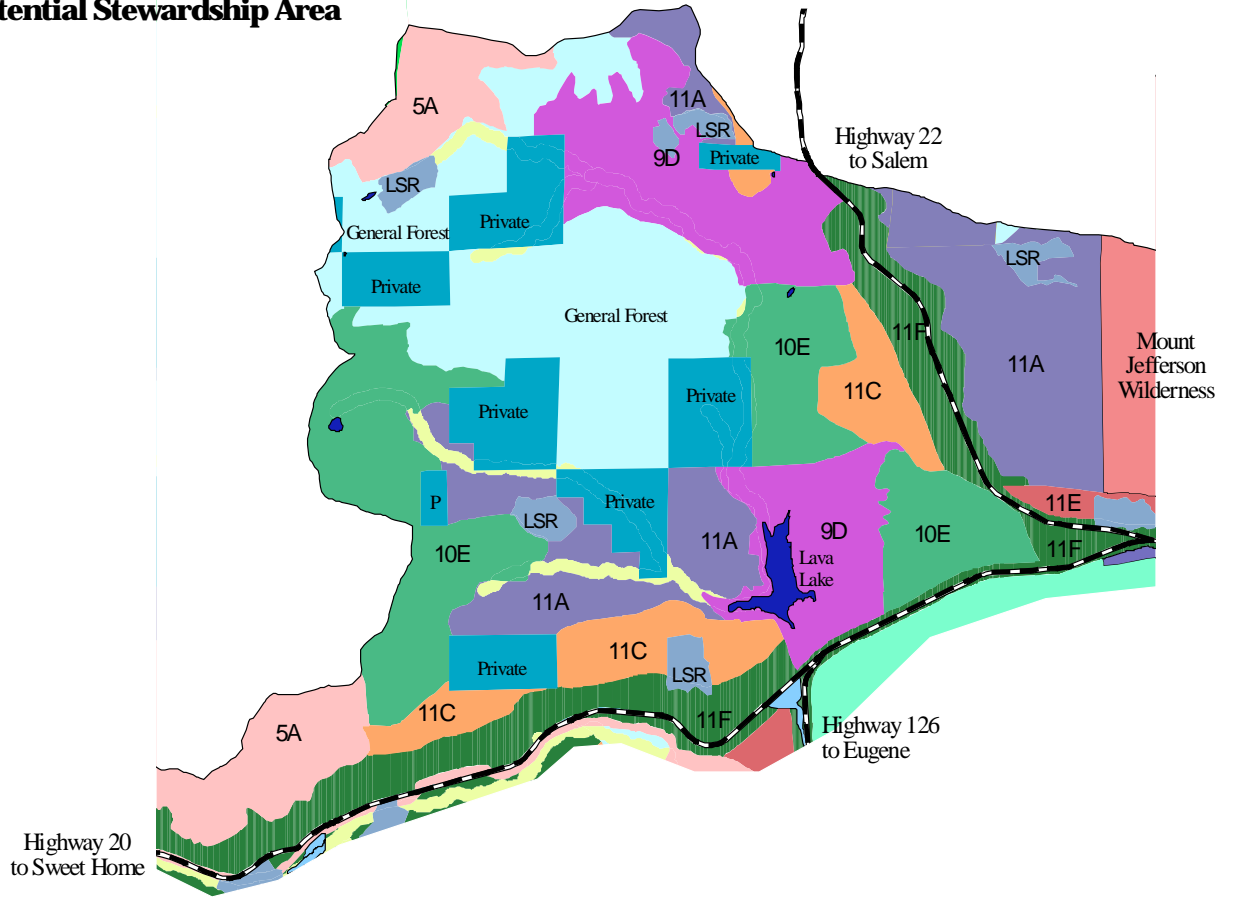 tential Stewardship Area
5A
11A
LSR
9D
Private
Highway 22
to Salem
LSR
Private
General Forest
LSR
Private
General Forest
10E
11F
11A
Mount
Jefferson
Wilderness
11C
Private
Private
P
LSR
Private
11A
9D
10E
11E
11F
10E
Lava
Lake
11A
11C
Private
LSR
11C
11F
5A
Highway 126
to Eugene
Highway 20
to Sweet Home